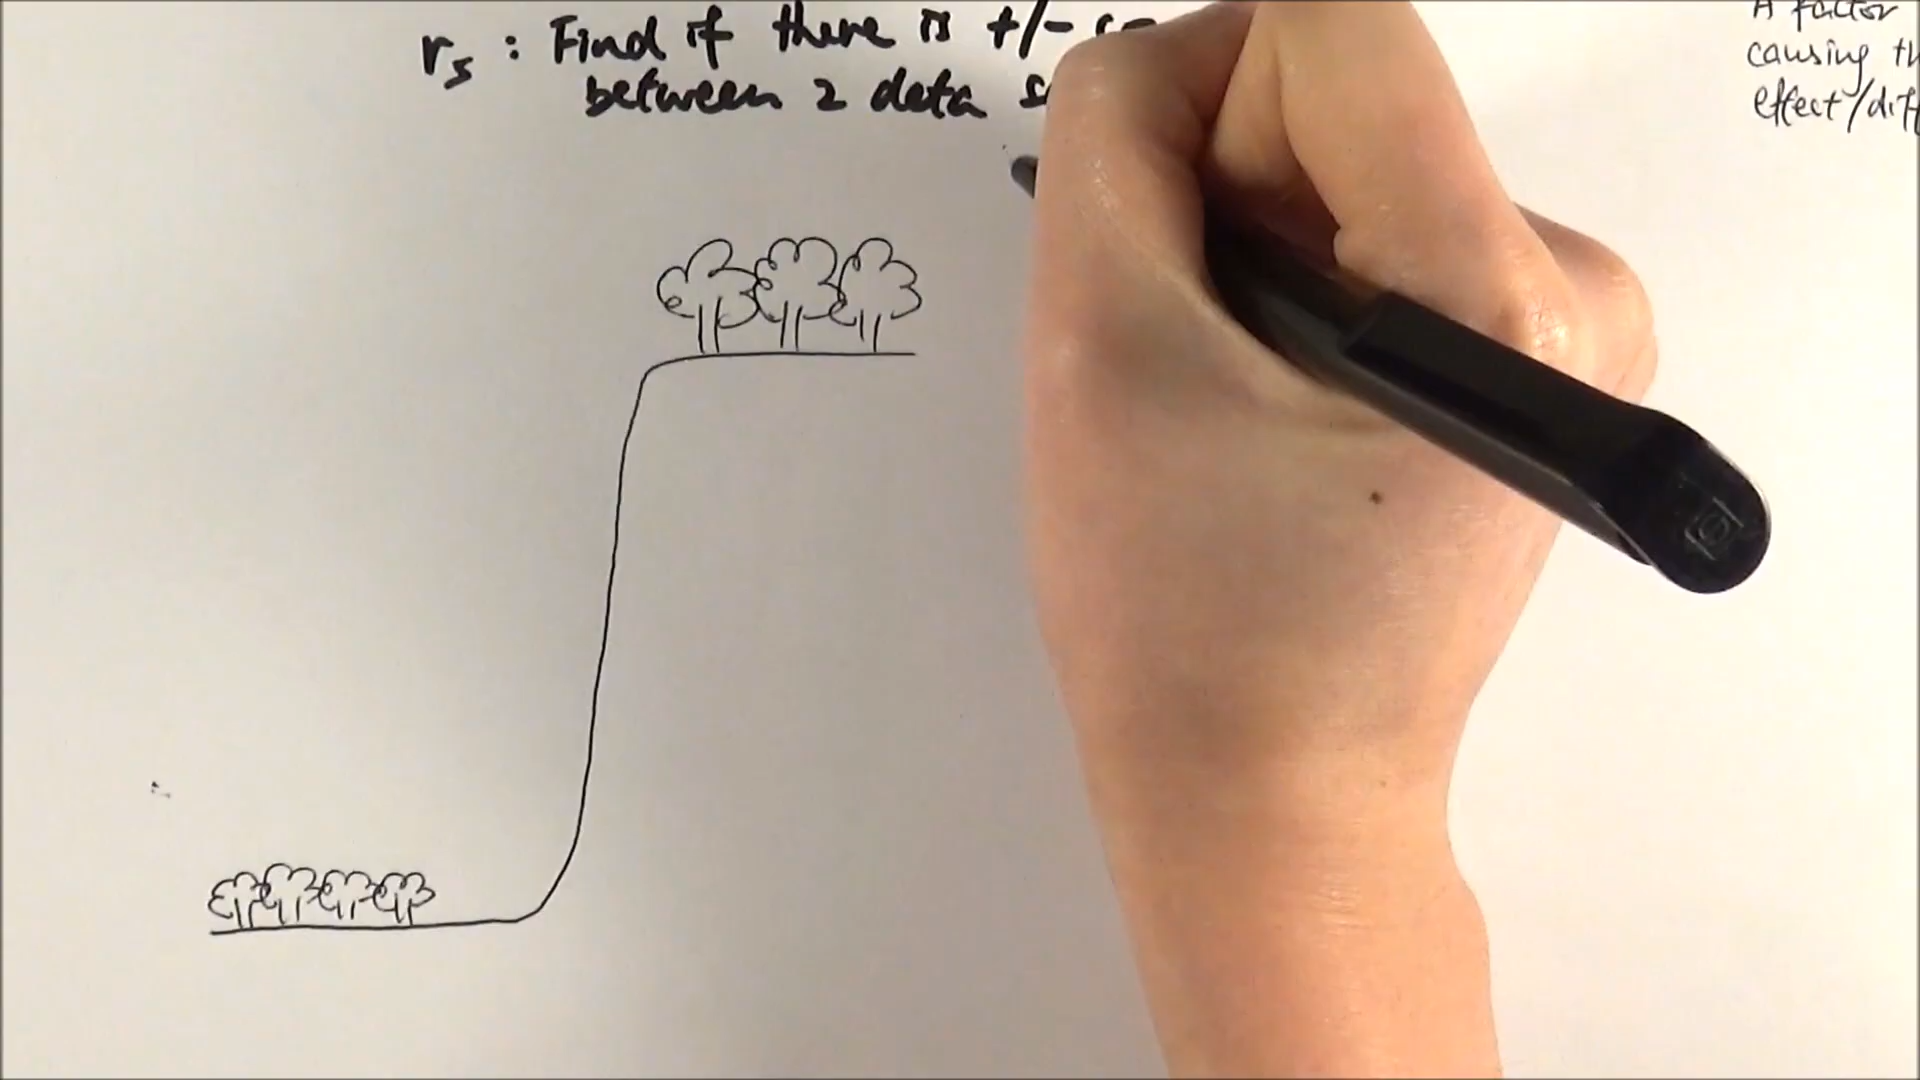 rs : Find if there is +/-
between 2 data
A factor
causing
effect/